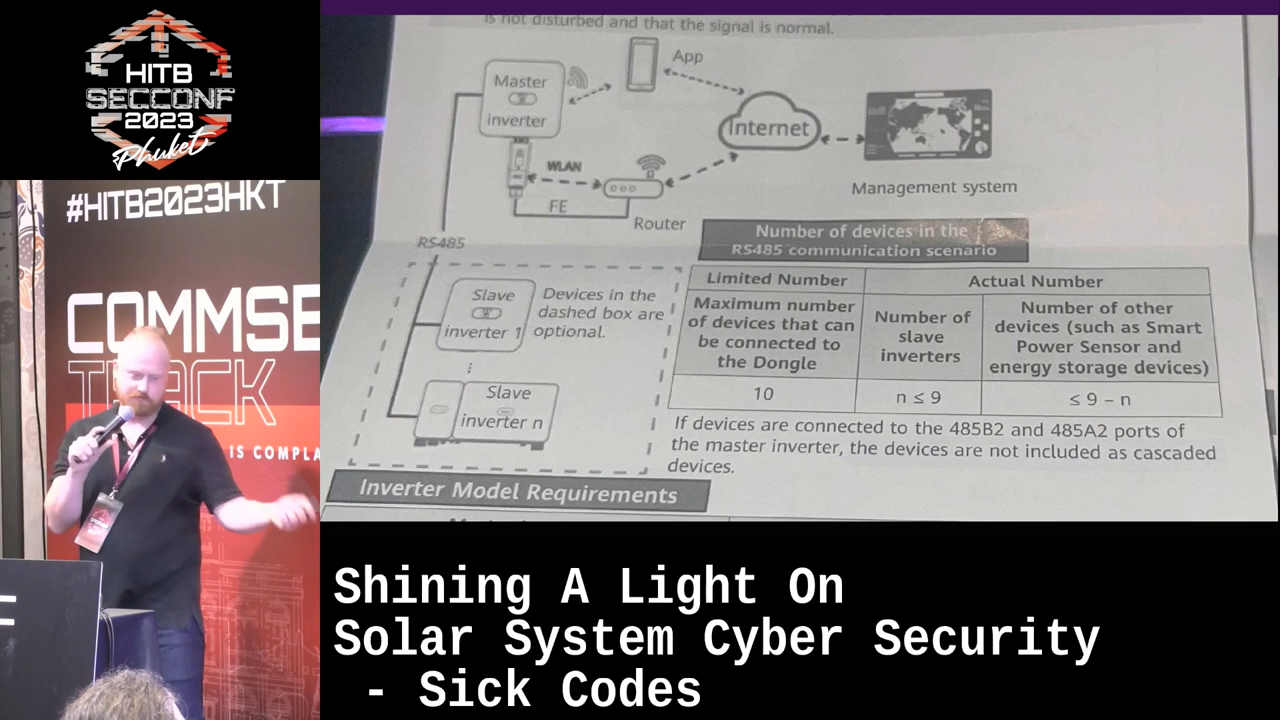 HITB
SECCONF
2023
Phuket
#HITB2023HKT
COMMSE
TRACK
IS COMPLA
is not disturbed and that the signal is normal.
App
Master
inverter
Internet
WLAN
FE
Router
Management system
RS485
Number of devices in the
RS485 communication scenario
Slave
inverter 1
Devices in the
dashed box are
optional.
Slave
inverter n
Limited Number
Actual Number
Maximum number
of devices that can
be connected to
the Dongle
Number of
slave
inverters
Number of other
devices (such as Smart
Power Sensor and
energy storage devices)
10
n ≤ 9
≤ 9 – n
If devices are connected to the 485B2 and 485A2 ports of
the master inverter, the devices are not included as cascaded
devices.
Inverter Model Requirements
Shining A Light On
Solar System Cyber Security
- Sick Codes